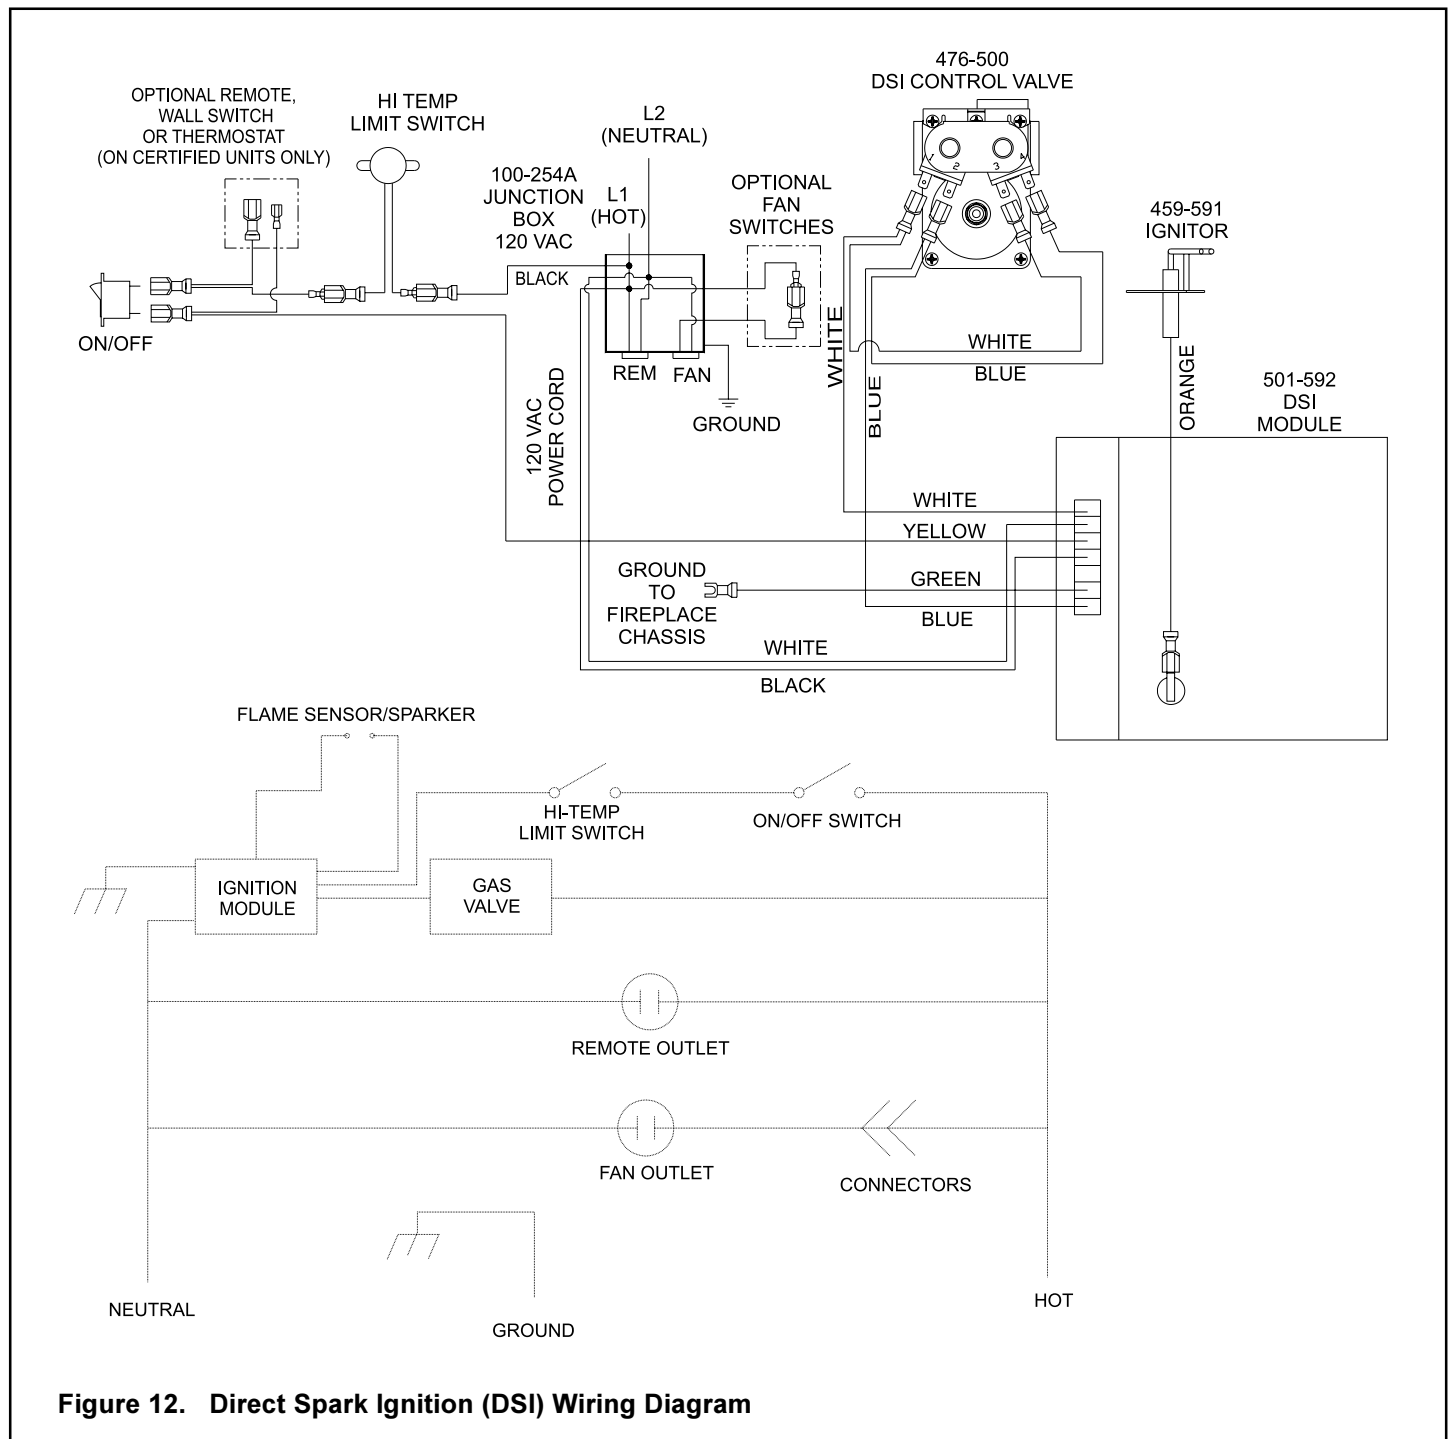 476-500
DSI CONTROL VALVE
OPTIONAL REMOTE,
WALL SWITCH
OR THERMOSTAT
(ON CERTIFIED UNITS ONLY)
HI TEMP
LIMIT SWITCH
L2
(NEUTRAL)
100-254A
JUNCTION
BOX
120 VAC
L1
(HOT)
OPTIONAL
FAN
SWITCHES
1
2
3
4
459-591
IGNITOR
BLACK
ON/OFF
REM
FAN
GROUND
120 VAC
POWER CORD
WHITE
BLUE
WHITE
BLUE
ORANGE
501-592
DSI
MODULE
WHITE
YELLOW
GREEN
BLUE
GROUND
TO
FIREPLACE
CHASSIS
WHITE
BLACK
FLAME SENSOR/SPARKER
HI-TEMP
LIMIT SWITCH
ON/OFF SWITCH
IGNITION
MODULE
GAS
VALVE
REMOTE OUTLET
FAN OUTLET
CONNECTORS
NEUTRAL
GROUND
HOT
Figure 12. Direct Spark Ignition (DSI) Wiring Diagram